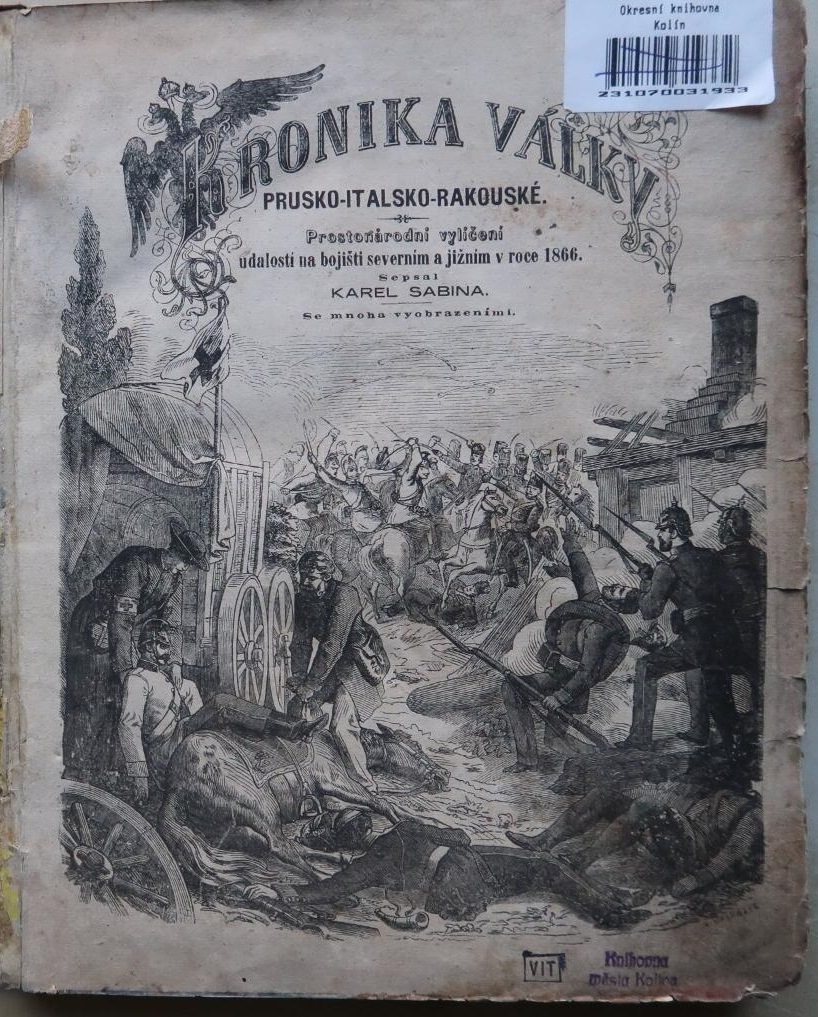 Okresní knihovna
Kolín
231070031933
KRONIKA VÁLKY
PRUSKO-ITALSKO-RAKOUSKÉ.
Prostonárodní vylíčení
událostí na bojišti severním a jižním v roce 1866.
Sepsal
KAREL SABINA.
Se mnoha vyobrazeními.
VIT
Knihovna
města Kolína